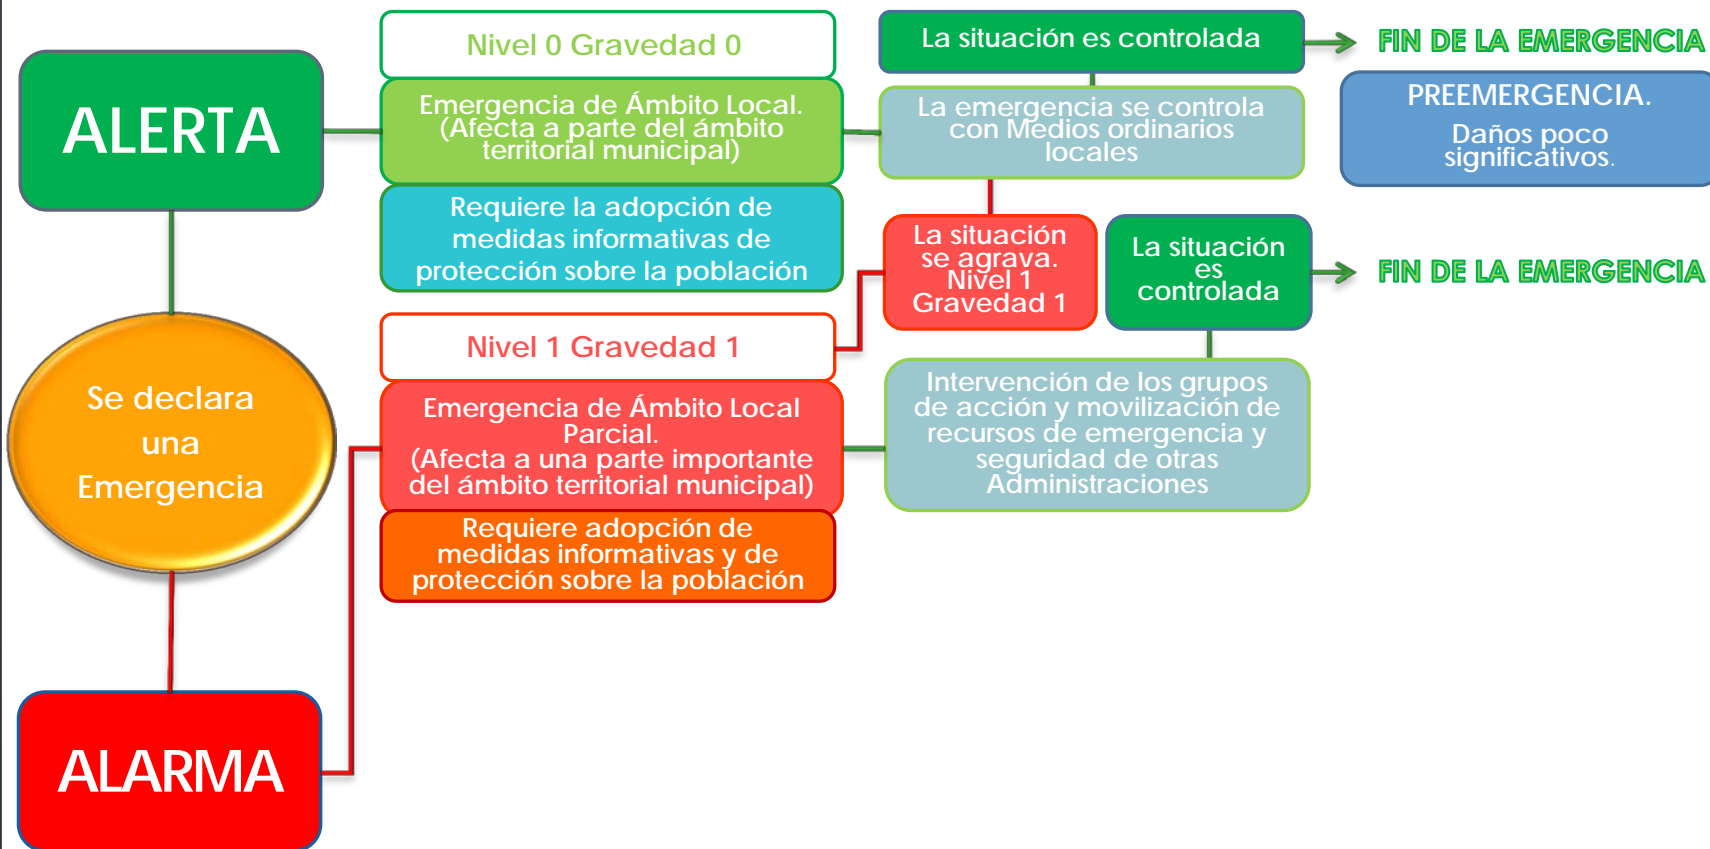 ALERTA
Nivel 0 Gravedad 0
Emergencia de Ámbito Local.
(Afecta a parte del ámbito
territorial municipal)
Requiere la adopción de
medidas informativas de
protección sobre la población
La situación es controlada
FIN DE LA EMERGENCIA
La emergencia se controla
con Medios ordinarios
locales
PREEMERGENCIA.
Daños poco
significativos.
La situación
se agrava.
Nivel 1
Gravedad 1
La situación
es
controlada
FIN DE LA EMERGENCIA
Se declara
una
Emergencia
Nivel 1 Gravedad 1
Emergencia de Ámbito Local
Parcial.
(Afecta a una parte importante
del ámbito territorial municipal)
Requiere adopción de
medidas informativas y de
protección sobre la población
Intervención de los grupos
de acción y movilización de
recursos de emergencia y
seguridad de otras
Administraciones
ALARMA